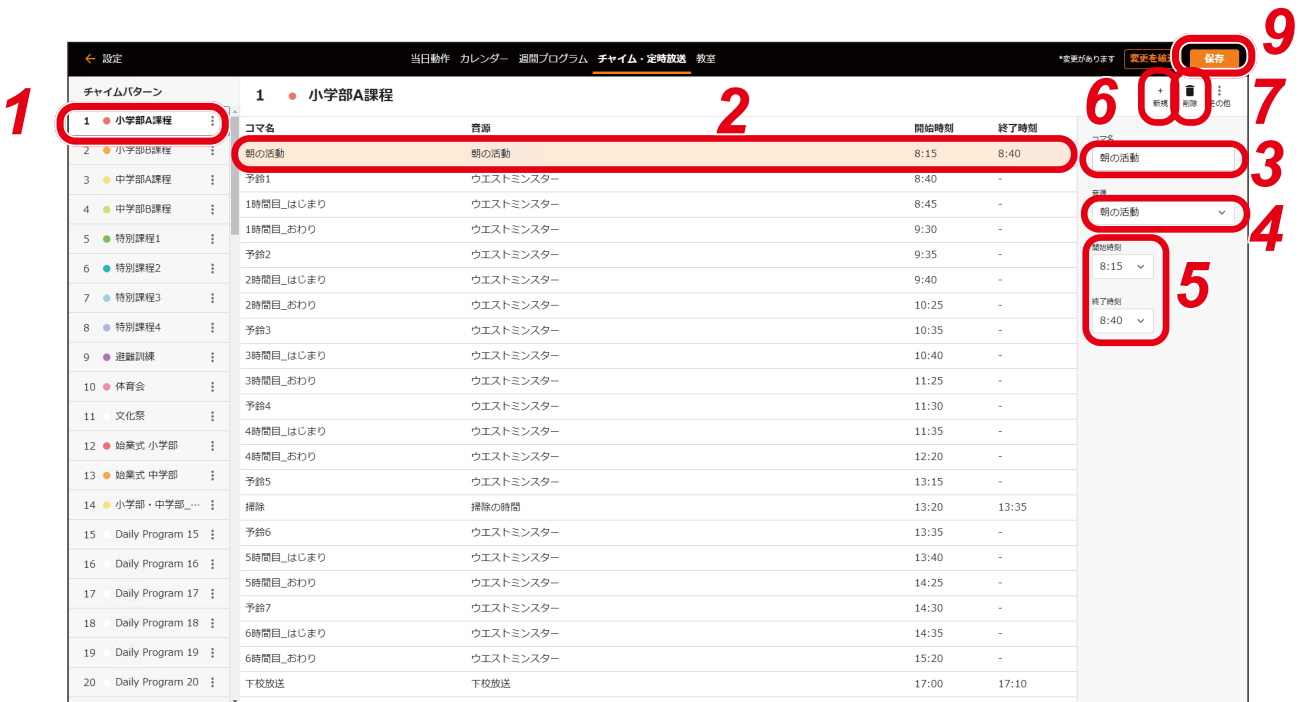 9
設定
当日動作 カレンダー 週間プログラム チャイム・定時放送 教室
*変更があります 変更を破 保存
チャイムパターン
1 小学部A課程
+ 新規 削除 その他
6 7
1
1 小学部A課程
2 小学部B課程
3 中学部A課程
4 中学部B課程
5 特別課程1
6 特別課程2
7 特別課程3
8 特別課程4
9 避難訓練
10 体育会
11 文化祭
12 始業式 小学部
13 始業式 中学部
14 小学部・中学部_…
15 Daily Program 15
16 Daily Program 16
17 Daily Program 17
18 Daily Program 18
19 Daily Program 19
20 Daily Program 20
2
コマ名 音源 開始時刻 終了時刻
朝の活動 朝の活動 8:15 8:40
予鈴1 ウエストミンスター 8:40 -
1時間目_はじまり ウエストミンスター 8:45 -
1時間目_おわり ウエストミンスター 9:30 -
予鈴2 ウエストミンスター 9:35 -
2時間目_はじまり ウエストミンスター 9:40 -
2時間目_おわり ウエストミンスター 10:25 -
予鈴3 ウエストミンスター 10:35 -
3時間目_はじまり ウエストミンスター 10:40 -
3時間目_おわり ウエストミンスター 11:25 -
予鈴4 ウエストミンスター 11:30 -
4時間目_はじまり ウエストミンスター 11:35 -
4時間目_おわり ウエストミンスター 12:20 -
予鈴5 ウエストミンスター 13:15 -
掃除 掃除の時間 13:20 13:35
予鈴6 ウエストミンスター 13:35 -
5時間目_はじまり ウエストミンスター 13:40 -
5時間目_おわり ウエストミンスター 14:25 -
予鈴7 ウエストミンスター 14:30 -
6時間目_はじまり ウエストミンスター 14:35 -
6時間目_おわり ウエストミンスター 15:20 -
下校放送 下校放送 17:00 17:10
コマ名
朝の活動
3
音源
朝の活動
4
開始時刻
8:15
5
終了時刻
8:40